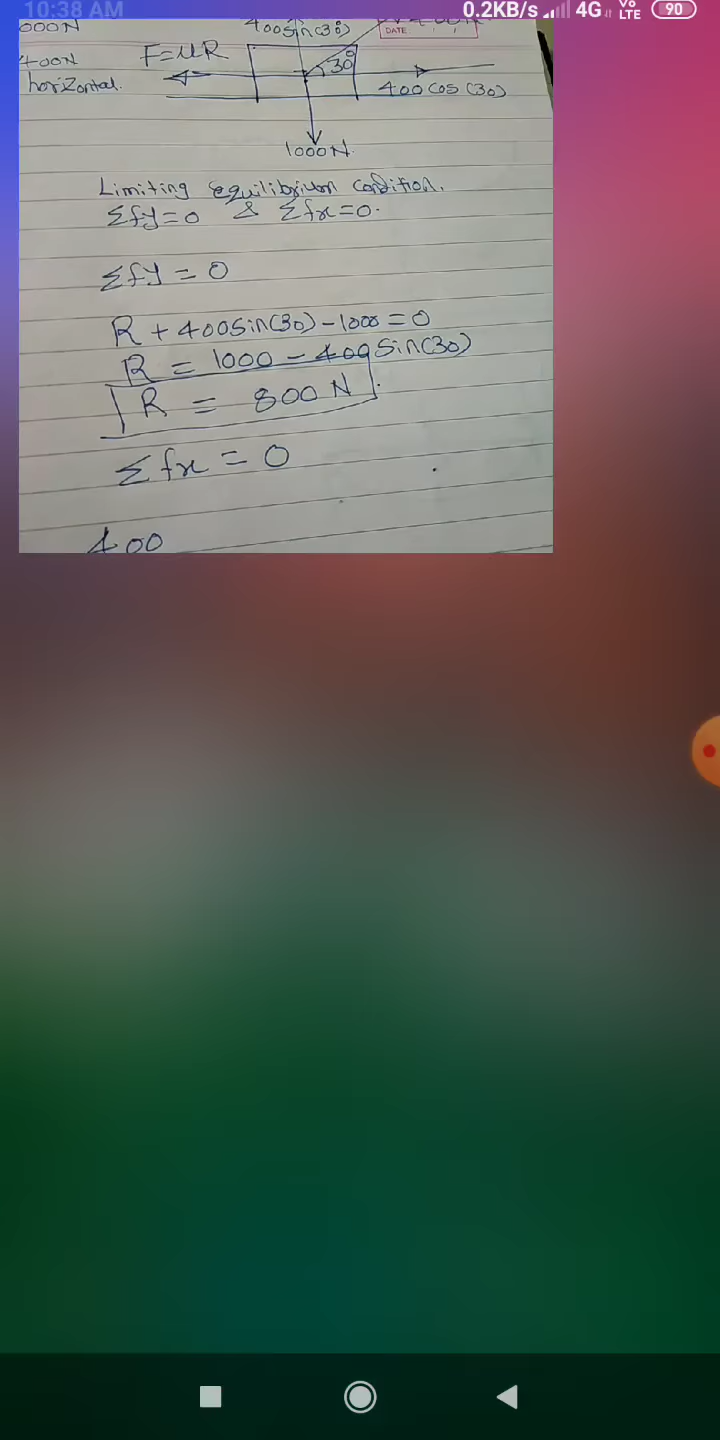 10:38 AM 0.2KB/s 4G Vo LTE 90
000N 400sin(30)
DATE
400N F=μR 30°
horizontal. 400 cos (30)
1000N
Limiting equilibrium condition.
Σfy=0 & Σfx=0.
Σfy = 0
R + 400Sin(30) - 1000 = 0
R = 1000 - 400 Sin(30)
R = 800 N
Σfx = 0
400